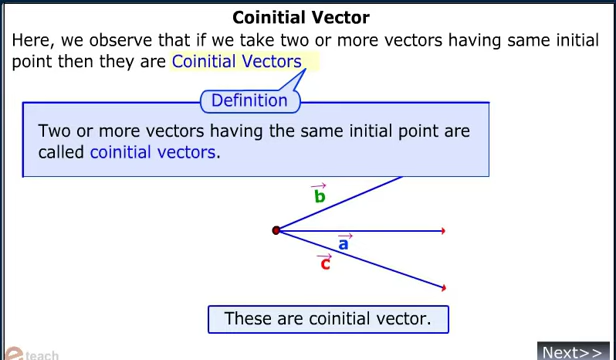 Coinitial Vector
Here, we observe that if we take two or more vectors having same initial
point then they are Coinitial Vectors
Definition
Two or more vectors having the same initial point are
called coinitial vectors.
b
a
c
These are coinitial vector.
e teach
Next>>